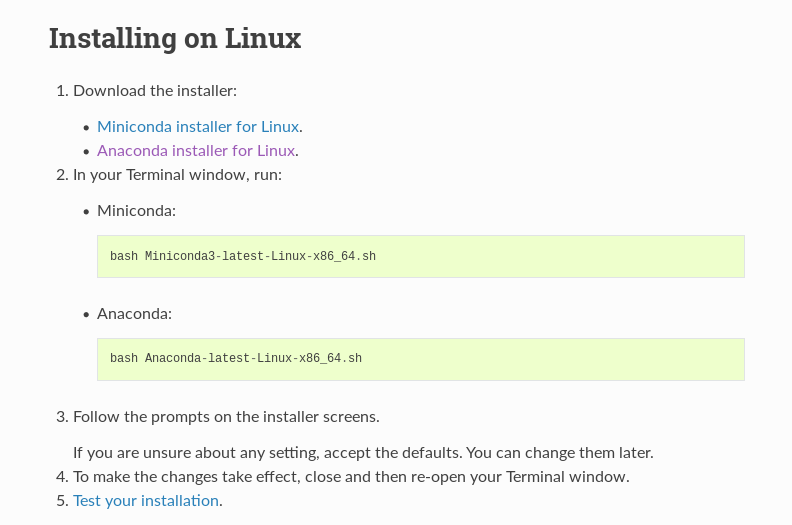 Installing on Linux
1. Download the installer:
• Miniconda installer for Linux.
• Anaconda installer for Linux.
2. In your Terminal window, run:
• Miniconda:
bash Miniconda3-latest-Linux-x86_64.sh
• Anaconda:
bash Anaconda-latest-Linux-x86_64.sh
3. Follow the prompts on the installer screens.
If you are unsure about any setting, accept the defaults. You can change them later.
4. To make the changes take effect, close and then re-open your Terminal window.
5. Test your installation.